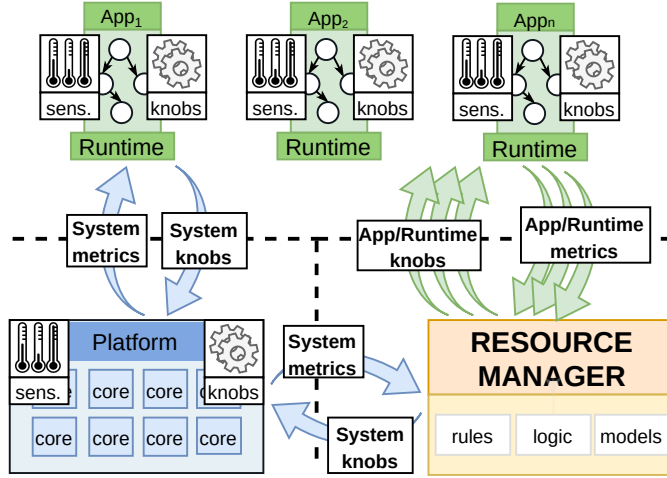 App1
App2
Appn
sens.
knobs
sens.
knobs
sens.
knobs
Runtime
Runtime
Runtime
System
metrics
System
knobs
App/Runtime
knobs
App/Runtime
metrics
Platform
sens.
knobs
core
core
core
core
core
core
System
metrics
System
knobs
RESOURCE
MANAGER
rules
logic
models